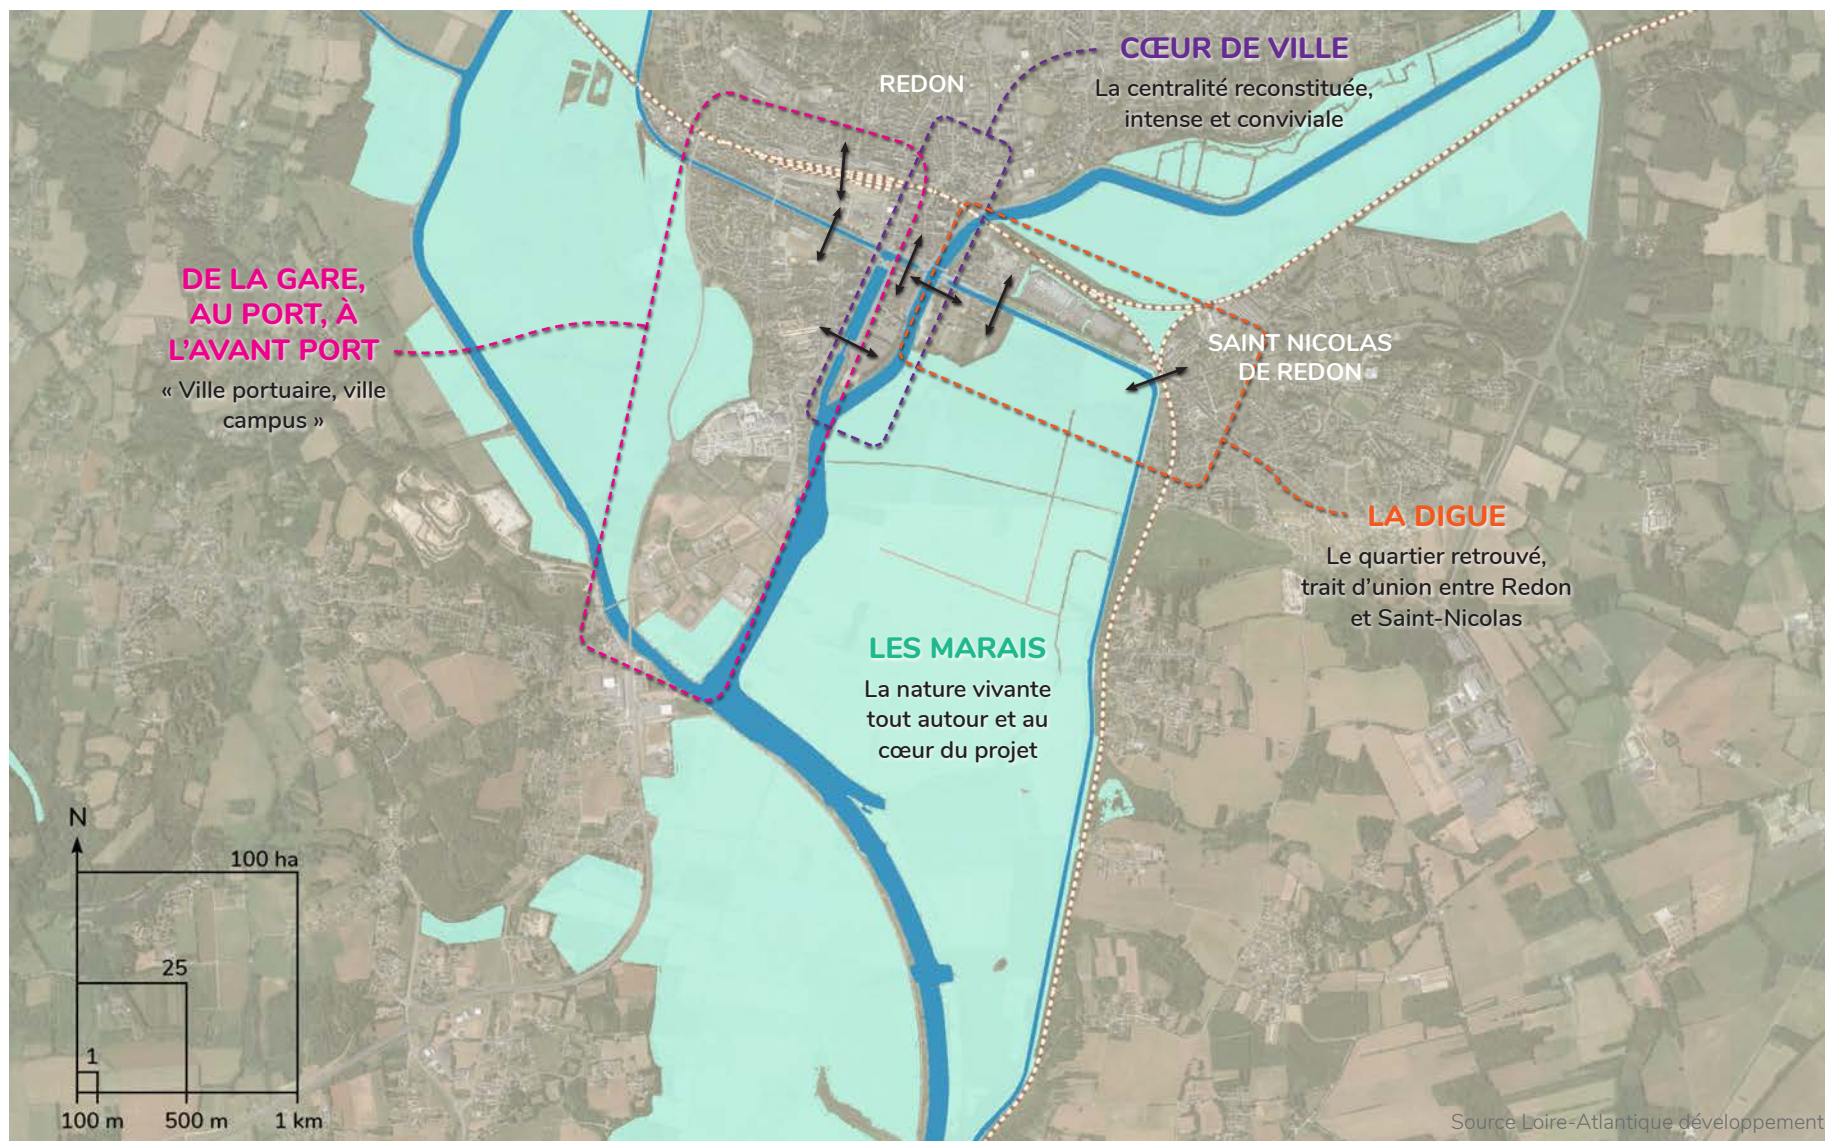 REDON
CŒUR DE VILLE
La centralité reconstituée,
intense et conviviale
DE LA GARE,
AU PORT, À
L'AVANT PORT
« Ville portuaire, ville
campus »
SAINT NICOLAS
DE REDON
LA DIGUE
Le quartier retrouvé,
trait d'union entre Redon
et Saint-Nicolas
LES MARAIS
La nature vivante
tout autour et au
cœur du projet
N
100 ha
25
1
100 m
500 m
1 km
Source Loire-Atlantique développement